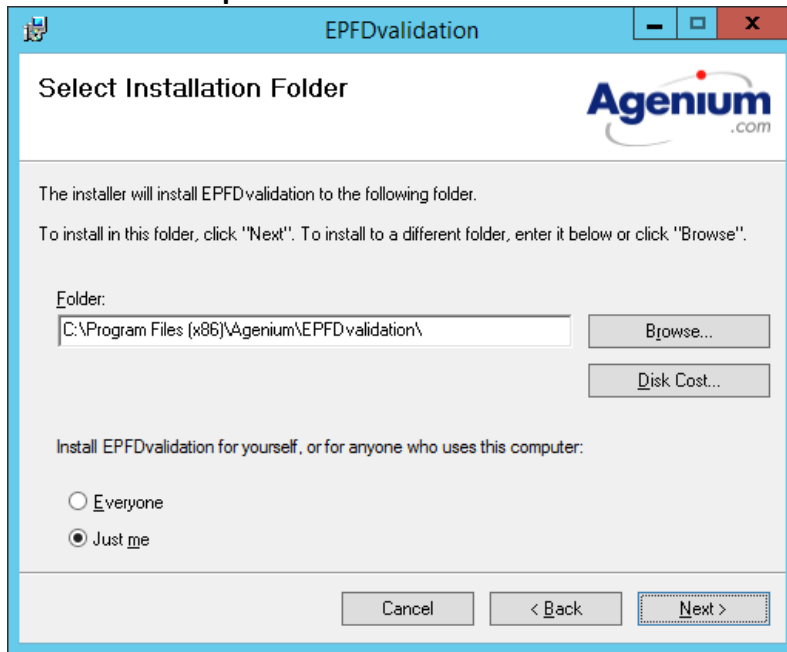 EPFDvalidation
Select Installation Folder
Agenium
.com
The installer will install EPFDvalidation to the following folder.
To install in this folder, click "Next". To install to a different folder, enter it below or click "Browse".
Folder:
C:\Program Files (x86)\Agenium\EPFDvalidation\
Browse...
Disk Cost...
Install EPFDvalidation for yourself, or for anyone who uses this computer:
Everyone
Just me
Cancel
< Back
Next >